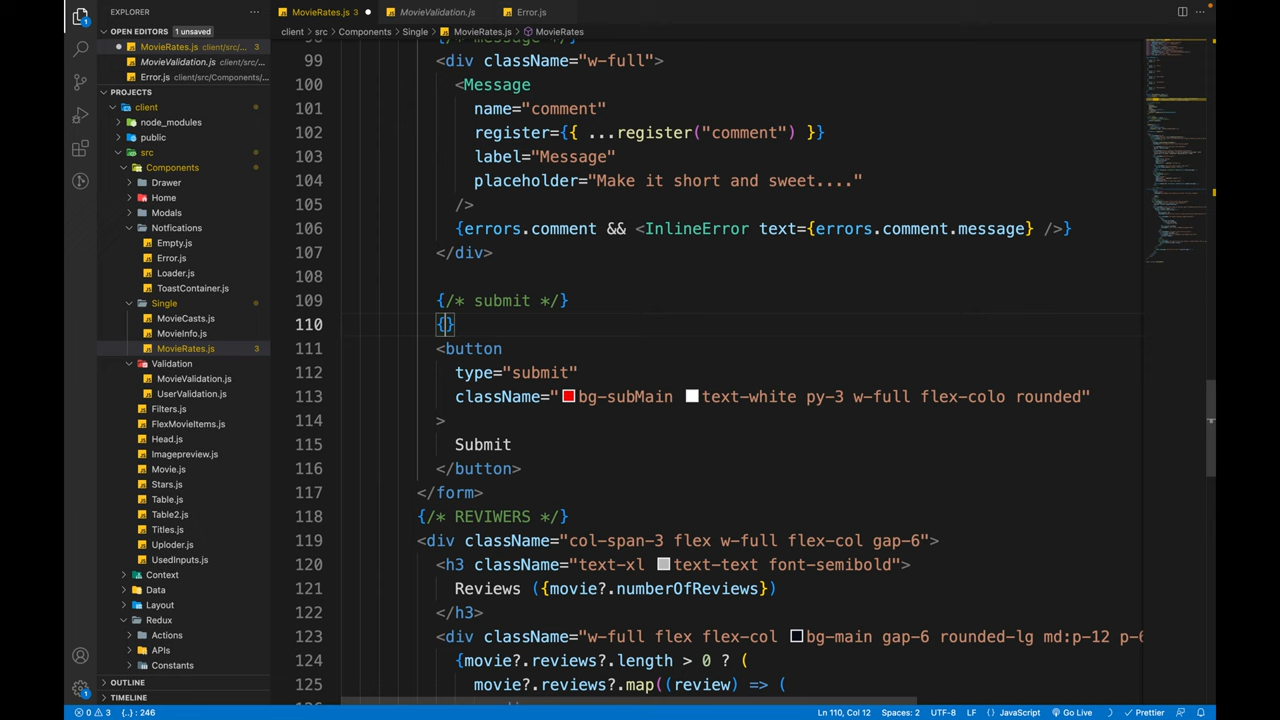 EXPLORER
MovieRates.js 3
MovieValidation.js
Error.js
OPEN EDITORS 1 unsaved
client > src > Components > Single > MovieRates.js > MovieRates
MovieRates.js client/src/... 3
MovieValidation.js client/src/...
Error.js client/src/Components/...
PROJECTS
client
node_modules
public
src
Components
Drawer
Home
Modals
Notfications
Empty.js
Error.js
Loader.js
ToastContainer.js
Single
MovieCasts.js
MovieInfo.js
MovieRates.js 3
Validation
MovieValidation.js
UserValidation.js
Filters.js
FlexMovieItems.js
Head.js
Imagepreview.js
Movie.js
Stars.js
Table.js
Table2.js
Titles.js
Uploder.js
UsedInputs.js
Context
Data
Layout
Redux
Actions
APIs
Constants
OUTLINE
TIMELINE
98 {/* message */}
99 <div className="w-full">
100 <Message
101 name="comment"
102 register={{ ...register("comment") }}
103 label="Message"
104 placeholder="Make it short and sweet...."
105 />
106 {errors.comment && <InlineError text={errors.comment.message} />}
107 </div>
108
109 {/* submit */}
110 {}
111 <button
112 type="submit"
113 className="bg-subMain text-white py-3 w-full flex-colo rounded"
114 >
115 Submit
116 </button>
117 </form>
118 {/* REVIWERS */}
119 <div className="col-span-3 flex w-full flex-col gap-6">
120 <h3 className="text-xl text-text font-semibold">
121 Reviews ({movie?.numberOfReviews})
122 </h3>
123 <div className="w-full flex flex-col bg-main gap-6 rounded-lg md:p-12 p-6
124 {movie?.reviews?.length > 0 ? (
125 movie?.reviews?.map((review) => (
0 3 {..} : 246
Ln 110, Col 12 Spaces: 2 UTF-8 LF {} JavaScript Go Live Prettier